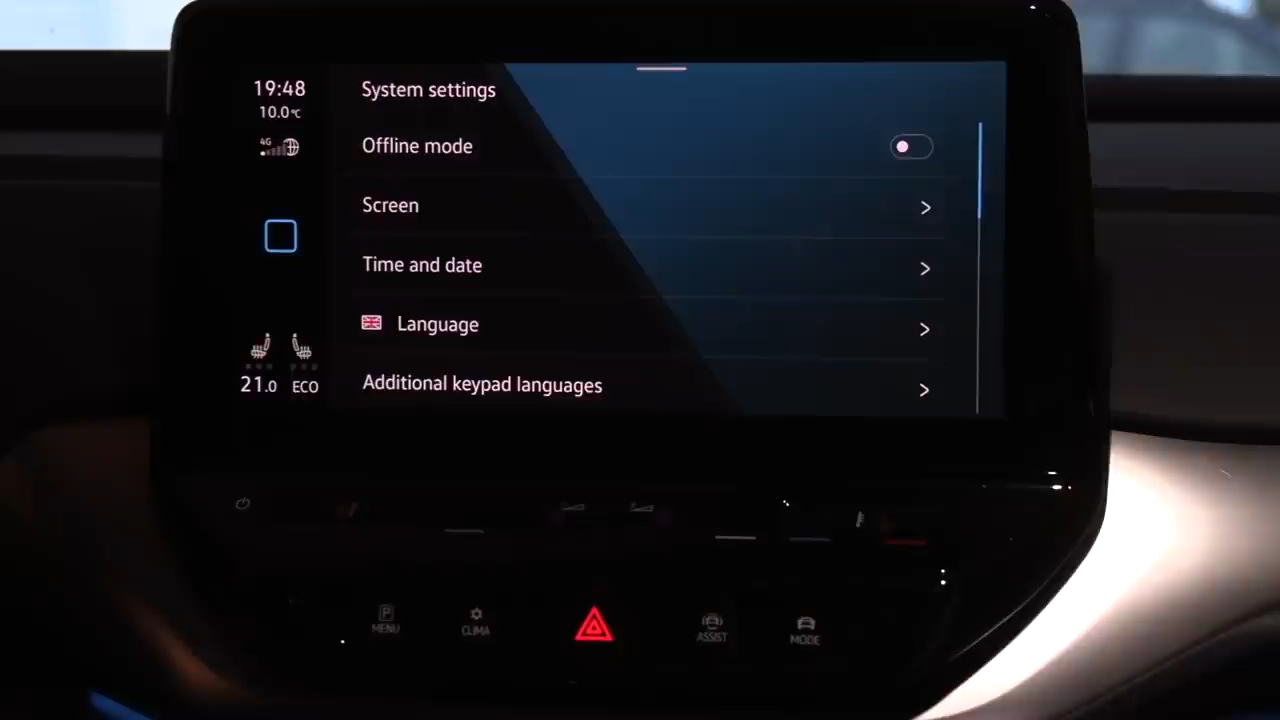 19:48
10.0°C
4G
System settings
Offline mode
Screen
Time and date
Language
Additional keypad languages
21.0
ECO
P
MENU
CLIMA
ASSIST
MODE